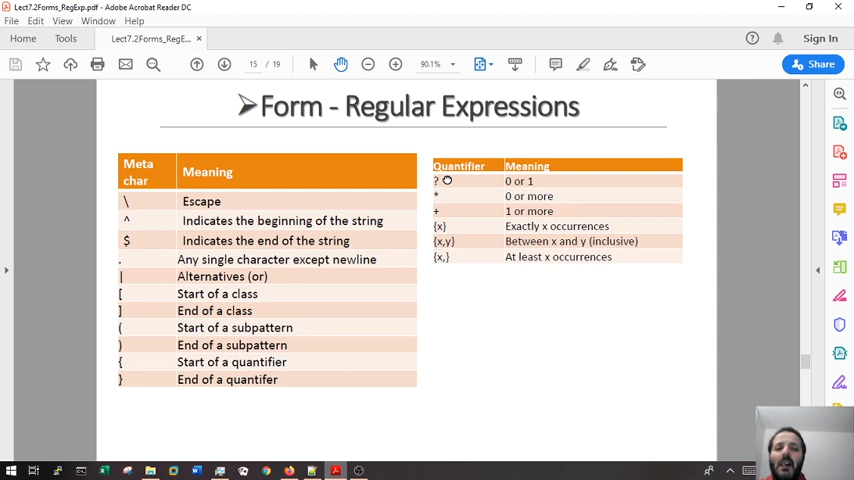 Lect7.2Forms_RegExp.pdf - Adobe Acrobat Reader DC
File Edit View Window Help
Home Tools Lect7.2Forms_RegE... × Sign In
15 / 19 90.1% Share
➢Form - Regular Expressions
Meta char Meaning
\ Escape
^ Indicates the beginning of the string
$ Indicates the end of the string
. Any single character except newline
| Alternatives (or)
[ Start of a class
] End of a class
( Start of a subpattern
) End of a subpattern
{ Start of a quantifier
} End of a quantifer
Quantifier Meaning
? 0 or 1
* 0 or more
+ 1 or more
{x} Exactly x occurrences
{x,y} Between x and y (inclusive)
{x,} At least x occurrences